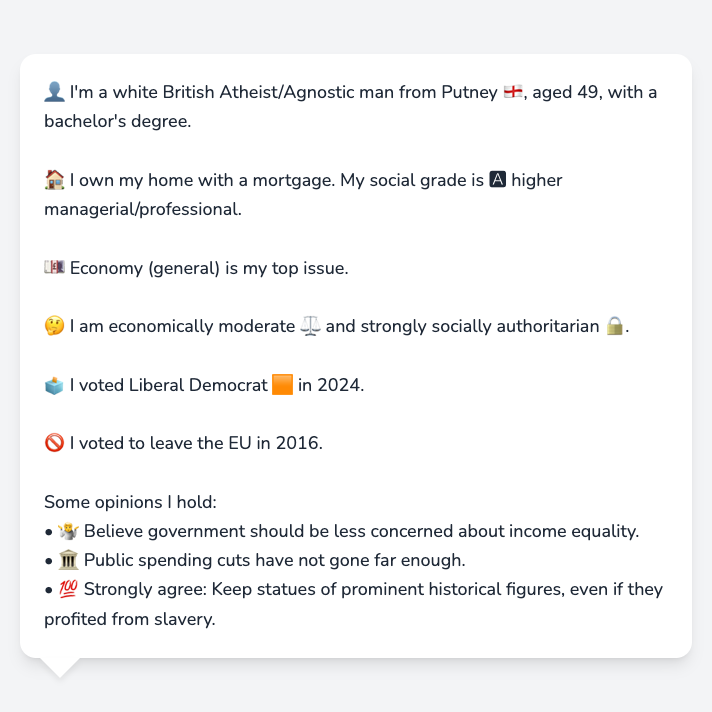 👤 I'm a white British Atheist/Agnostic man from Putney 🏴󠁧󠁢󠁥󠁮󠁧󠁿, aged 49, with a
bachelor's degree.
🏠 I own my home with a mortgage. My social grade is 🅰 higher
managerial/professional.
💷 Economy (general) is my top issue.
🤔 I am economically moderate ⚖️ and strongly socially authoritarian 🔒.
🗳️ I voted Liberal Democrat 🟧 in 2024.
🚫 I voted to leave the EU in 2016.
Some opinions I hold:
• 🤷 Believe government should be less concerned about income equality.
• 🏛️ Public spending cuts have not gone far enough.
• 💯 Strongly agree: Keep statues of prominent historical figures, even if they
profited from slavery.